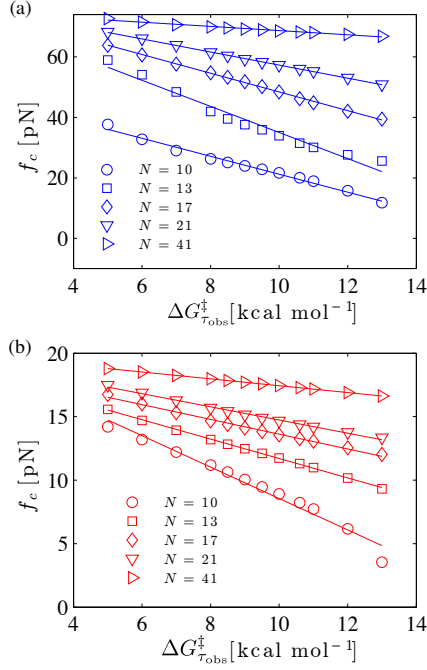 (a)
60
40
20
0
f_c [pN]
N = 10
N = 13
N = 17
N = 21
N = 41
4 6 8 10 12 14
ΔG‡τobs[kcal mol⁻¹]
(b)
20
15
10
5
0
f_c [pN]
N = 10
N = 13
N = 17
N = 21
N = 41
4 6 8 10 12 14
ΔG‡τobs[kcal mol⁻¹]